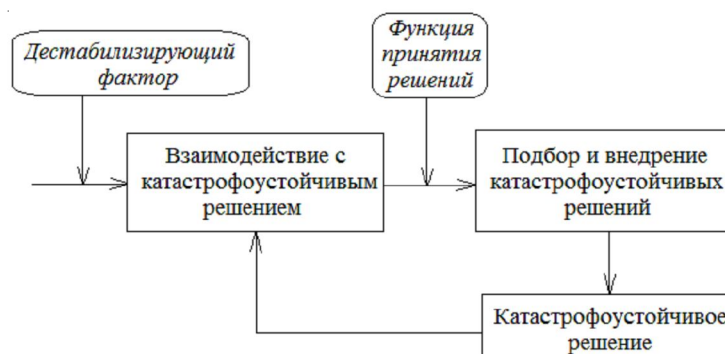 Дестабилизирующий
фактор
Функция
принятия
решений
Взаимодействие с
катастрофоустойчивым
решением
Подбор и внедрение
катастрофоустойчивых
решений
Катастрофоустойчивое
решение